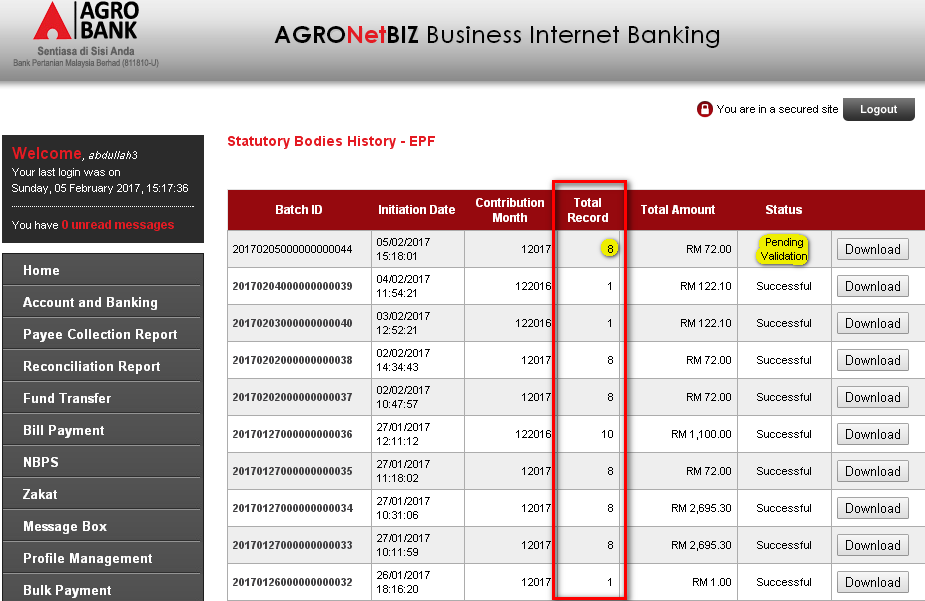 AGRO
BANK
Sentiasa di Sisi Anda
Bank Pertanian Malaysia Berhad (811810-U)
AGRONetBIZ Business Internet Banking
You are in a secured site
Logout
Welcome, abdullah3
Your last login was on
Sunday, 05 February 2017, 15:17:36
You have 0 unread messages
Home
Account and Banking
Payee Collection Report
Reconciliation Report
Fund Transfer
Bill Payment
NBPS
Zakat
Message Box
Profile Management
Bulk Payment
Statutory Bodies History - EPF
Batch ID Initiation Date Contribution Month Total Record Total Amount Status
20170205000000000044 05/02/2017 15:18:01 12017 8 RM 72.00 Pending Validation Download
20170204000000000039 04/02/2017 11:54:21 122016 1 RM 122.10 Successful Download
20170203000000000040 03/02/2017 12:52:21 122016 1 RM 122.10 Successful Download
20170202000000000038 02/02/2017 14:34:43 12017 8 RM 72.00 Successful Download
20170202000000000037 02/02/2017 10:47:57 12017 8 RM 72.00 Successful Download
20170127000000000036 27/01/2017 12:11:12 122016 10 RM 1,100.00 Successful Download
20170127000000000035 27/01/2017 11:18:02 12017 8 RM 72.00 Successful Download
20170127000000000034 27/01/2017 10:31:06 12017 8 RM 2,695.30 Successful Download
20170127000000000033 27/01/2017 10:11:59 12017 8 RM 2,695.30 Successful Download
20170126000000000032 26/01/2017 18:16:20 12017 1 RM 1.00 Successful Download